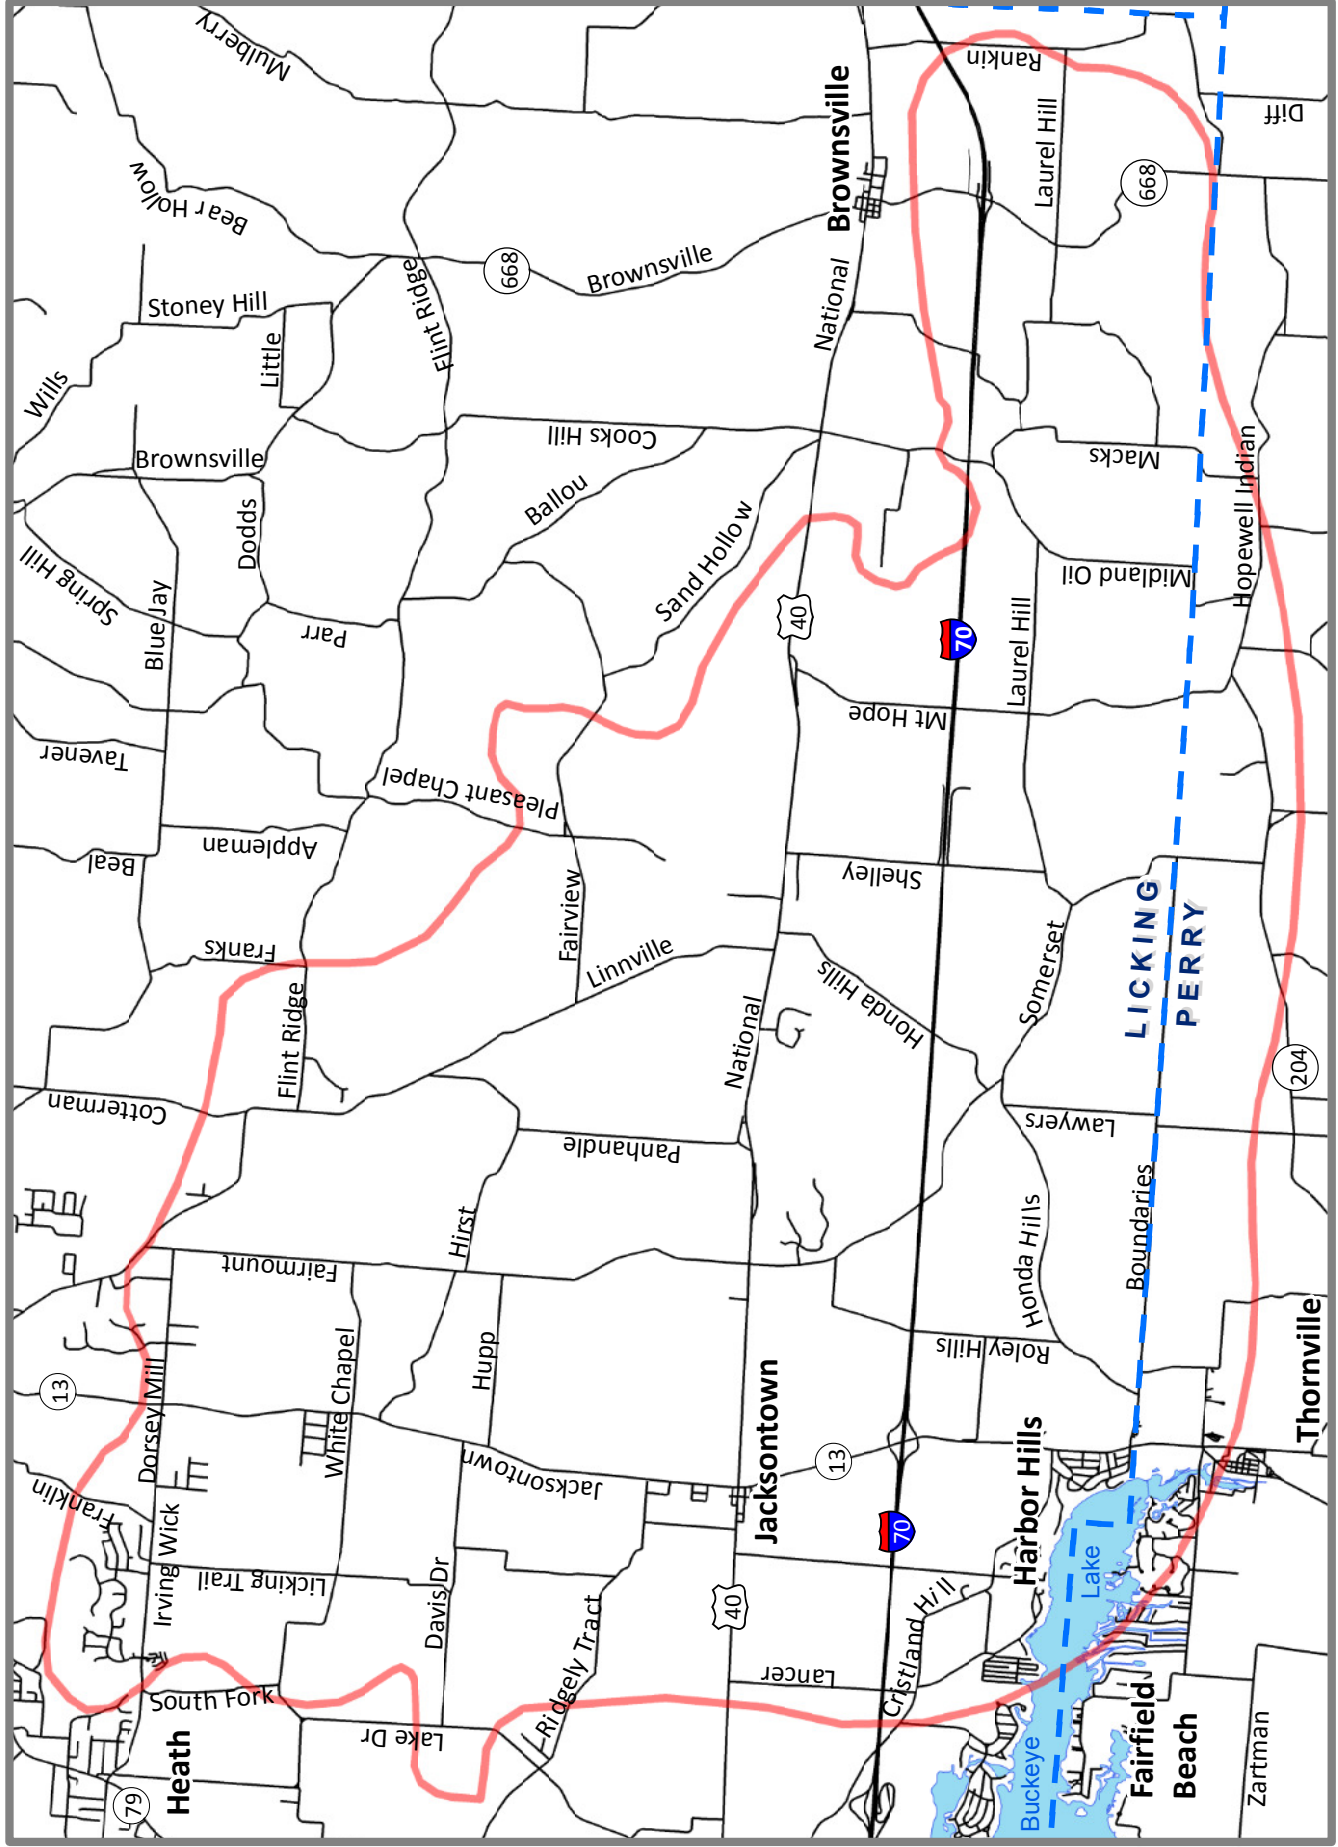 Mulberry
Bear Hollow
Stoney Hill
Flint Ridge
668
Brownsville
Brownsville
National
Rankin
Laurel Hill
668
Diff
Wills
Little
Brownsville
Dodds
Cooks Hill
Ballou
Sand Hollow
Macks
Hopewell Indian
Spring Hill
Blue Jay
Parr
40
70
Laurel Hill
Midland Oil
Tavener
Pleasant Chapel
Mt Hope
Beal
Appleman
Fairview
Shelley
Franks
Flint Ridge
Linnville
National
Honda Hills
Somerset
LICKING
PERRY
204
Cotterman
Panhandle
Lawyers
Fairmount
Hirst
Honda Hills
Boundaries
13
Dorsey Mill
White Chapel
Hupp
Jacksontown
Jacksontown
13
Roley Hills
Harbor Hills
Thornville
Franklin
Irving Wick
Licking Trail
Davis Dr
Ridgely Tract
40
70
Cristland Hill
Lancer
Buckeye
Lake
South Fork
Lake Dr
Heath
79
Fairfield
Beach
Zartman